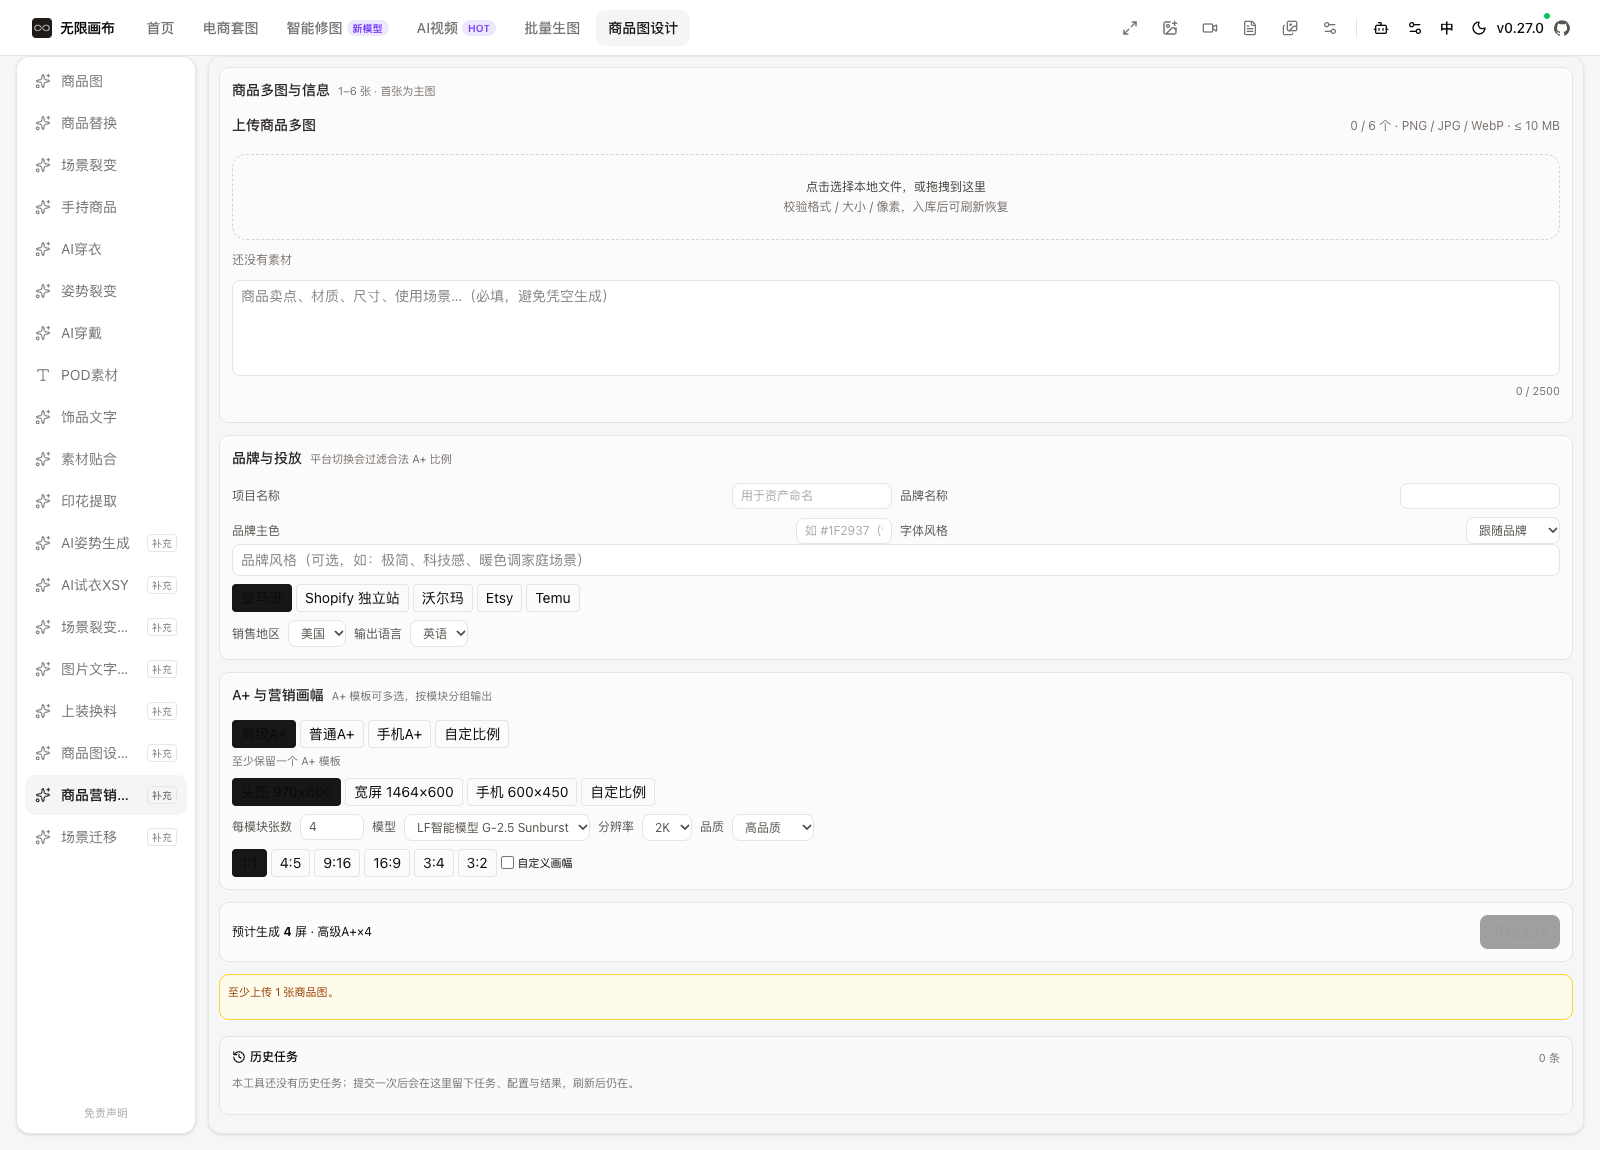 无限画布 首页 电商套图 智能修图 新模型 AI视频 HOT 批量生图 商品图设计 中 v0.27.0
商品图
商品替换
场景裂变
手持商品
AI穿衣
姿势裂变
AI穿戴
POD素材
饰品文字
素材贴合
印花提取
AI姿势生成 补充
AI试衣XSY 补充
场景裂变... 补充
图片文字... 补充
上装换料 补充
商品图设... 补充
商品营销... 补充
场景迁移 补充
免责声明
商品多图与信息 1–6 张 · 首张为主图
上传商品多图 0 / 6 个 · PNG / JPG / WebP · ≤ 10 MB
点击选择本地文件，或拖拽到这里
校验格式 / 大小 / 像素，入库后可刷新恢复
还没有素材
商品卖点、材质、尺寸、使用场景...（必填，避免凭空生成）
0 / 2500
品牌与投放 平台切换会过滤合法 A+ 比例
项目名称 用于资产命名 品牌名称
品牌主色 如 #1F2937（ 字体风格 跟随品牌
品牌风格（可选，如：极简、科技感、暖色调家庭场景）
亚马逊 Shopify 独立站 沃尔玛 Etsy Temu
销售地区 美国 输出语言 英语
A+ 与营销画幅 A+ 模板可多选，按模块分组输出
高级A+ 普通A+ 手机A+ 自定比例
至少保留一个 A+ 模板
头图 970×600 宽屏 1464×600 手机 600×450 自定比例
每模块张数 4 模型 LF智能模型 G-2.5 Sunburst 分辨率 2K 品质 高品质
1:1 4:5 9:16 16:9 3:4 3:2 自定义画幅
预计生成 4 屏 · 高级A+×4
至少上传 1 张商品图。
历史任务 0 条
本工具还没有历史任务；提交一次后会在这里留下任务、配置与结果，刷新后仍在。